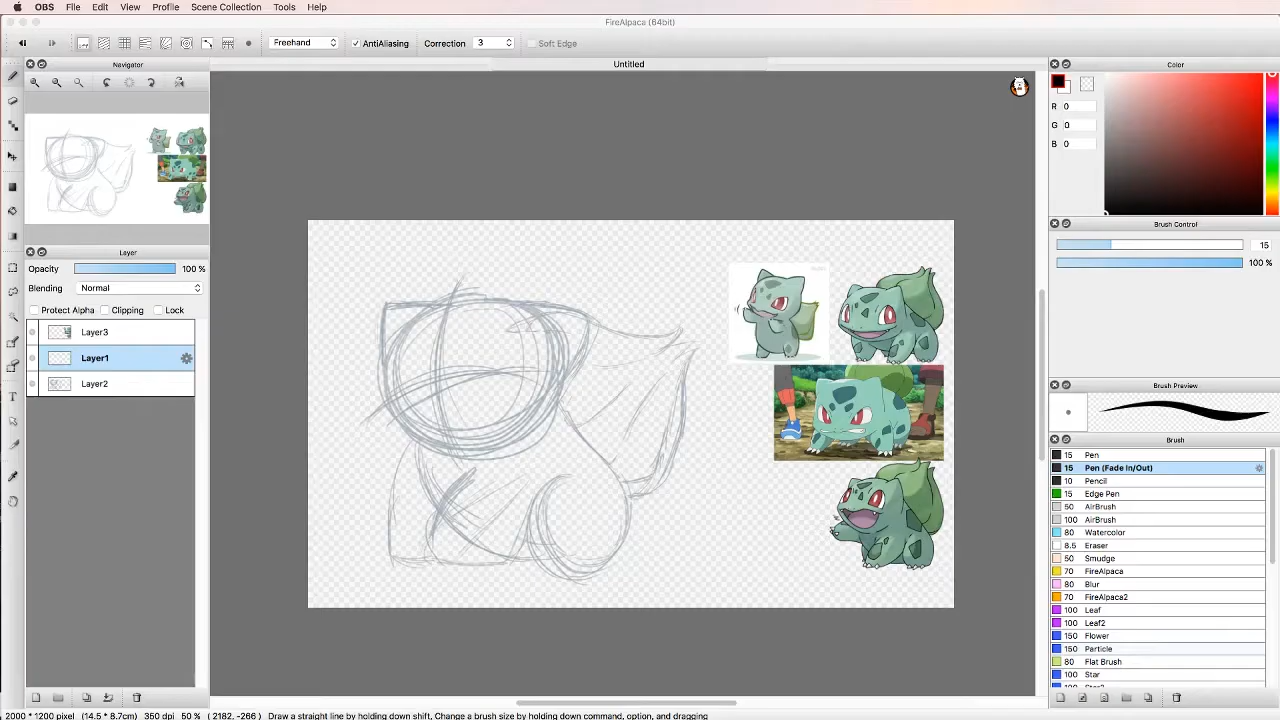 OBS File Edit View Profile Scene Collection Tools Help
FireAlpaca (64bit)
Freehand AntiAliasing Correction 3 Soft Edge
Navigator
Untitled
Color
R 0
G 0
B 0
Brush Control
15
100 %
Layer
Opacity 100 %
Blending Normal
Protect Alpha Clipping Lock
Layer3
Layer1
Layer2
Brush Preview
Brush
15 Pen
15 Pen (Fade In/Out)
10 Pencil
15 Edge Pen
50 AirBrush
100 AirBrush
80 Watercolor
8.5 Eraser
50 Smudge
70 FireAlpaca
80 Blur
70 FireAlpaca2
100 Leaf
100 Leaf2
150 Flower
150 Particle
80 Flat Brush
100 Star
2000 * 1200 pixel (14.5 * 8.7cm) 350 dpi 50 % ( 2182, -266 ) Draw a straight line by holding down shift, Change a brush size by holding down command, option, and dragging